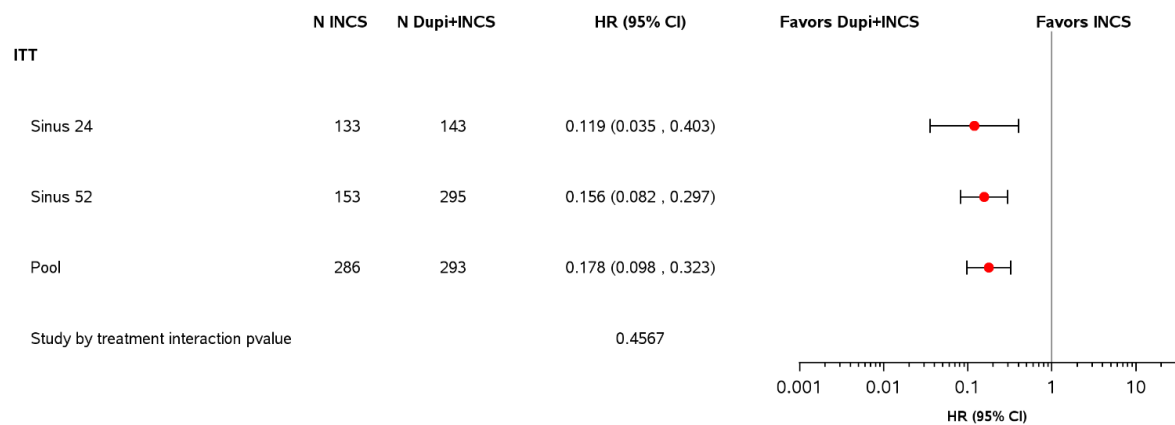 N INCS N Dupi+INCS HR (95% CI) Favors Dupi+INCS Favors INCS
ITT
Sinus 24 133 143 0.119 (0.035 , 0.403)
Sinus 52 153 295 0.156 (0.082 , 0.297)
Pool 286 293 0.178 (0.098 , 0.323)
Study by treatment interaction pvalue 0.4567
0.001 0.01 0.1 1 10
HR (95% CI)